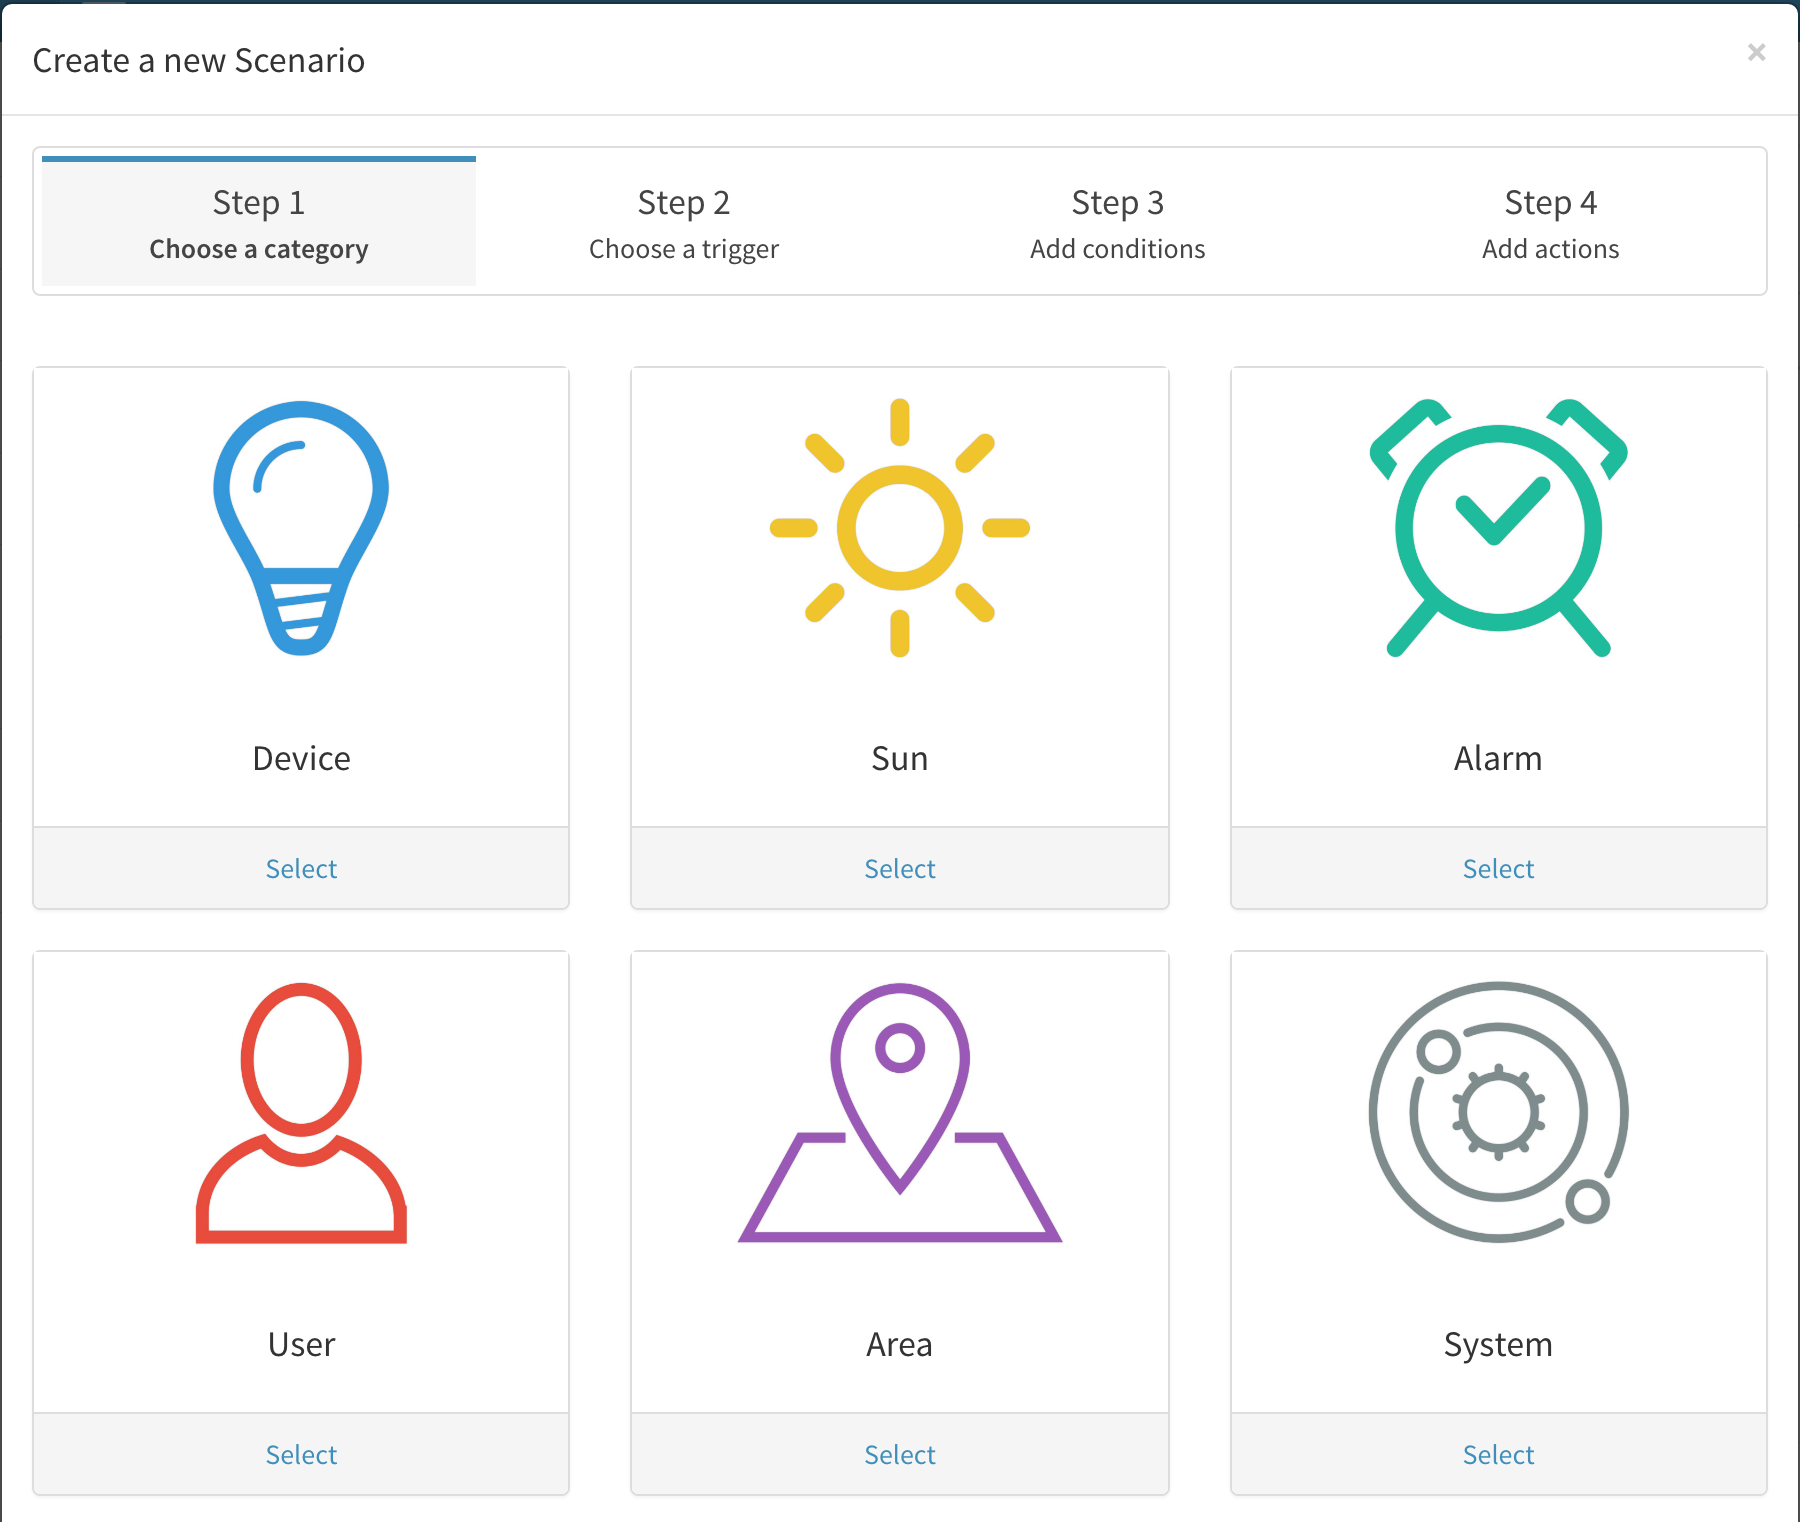 Create a new Scenario
×
Step 1
Choose a category
Step 2
Choose a trigger
Step 3
Add conditions
Step 4
Add actions
Device
Select
Sun
Select
Alarm
Select
User
Select
Area
Select
System
Select